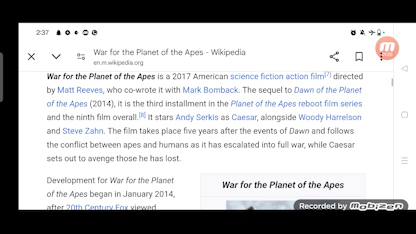 2:37
War for the Planet of the Apes - Wikipedia
en.m.wikipedia.org
War for the Planet of the Apes is a 2017 American science fiction action film[7] directed
by Matt Reeves, who co-wrote it with Mark Bomback. The sequel to Dawn of the Planet
of the Apes (2014), it is the third installment in the Planet of the Apes reboot film series
and the ninth film overall.[8] It stars Andy Serkis as Caesar, alongside Woody Harrelson
and Steve Zahn. The film takes place five years after the events of Dawn and follows
the conflict between apes and humans as it has escalated into full war, while Caesar
sets out to avenge those he has lost.
Development for War for the
Planet of the Apes began in January 2014,
after 20th Century Fox viewed
War for the Planet of the Apes
Recorded by Mobizen